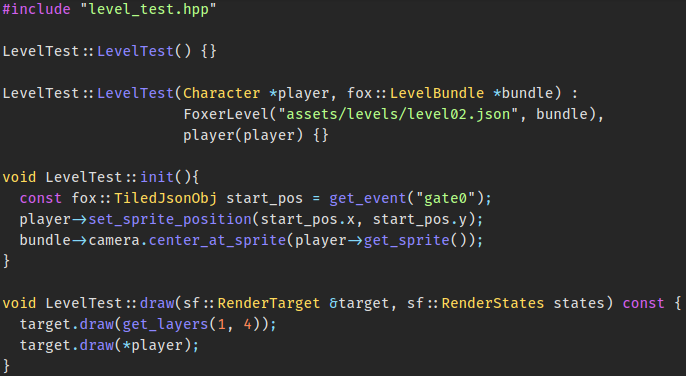 #include "level_test.hpp"
LevelTest::LevelTest() {}
LevelTest::LevelTest(Character *player, fox::LevelBundle *bundle) :
FoxerLevel("assets/levels/level02.json", bundle),
player(player) {}
void LevelTest::init(){
const fox::TiledJsonObj start_pos = get_event("gate0");
player->set_sprite_position(start_pos.x, start_pos.y);
bundle->camera.center_at_sprite(player->get_sprite());
}
void LevelTest::draw(sf::RenderTarget &target, sf::RenderStates states) const {
target.draw(get_layers(1, 4));
target.draw(*player);
}